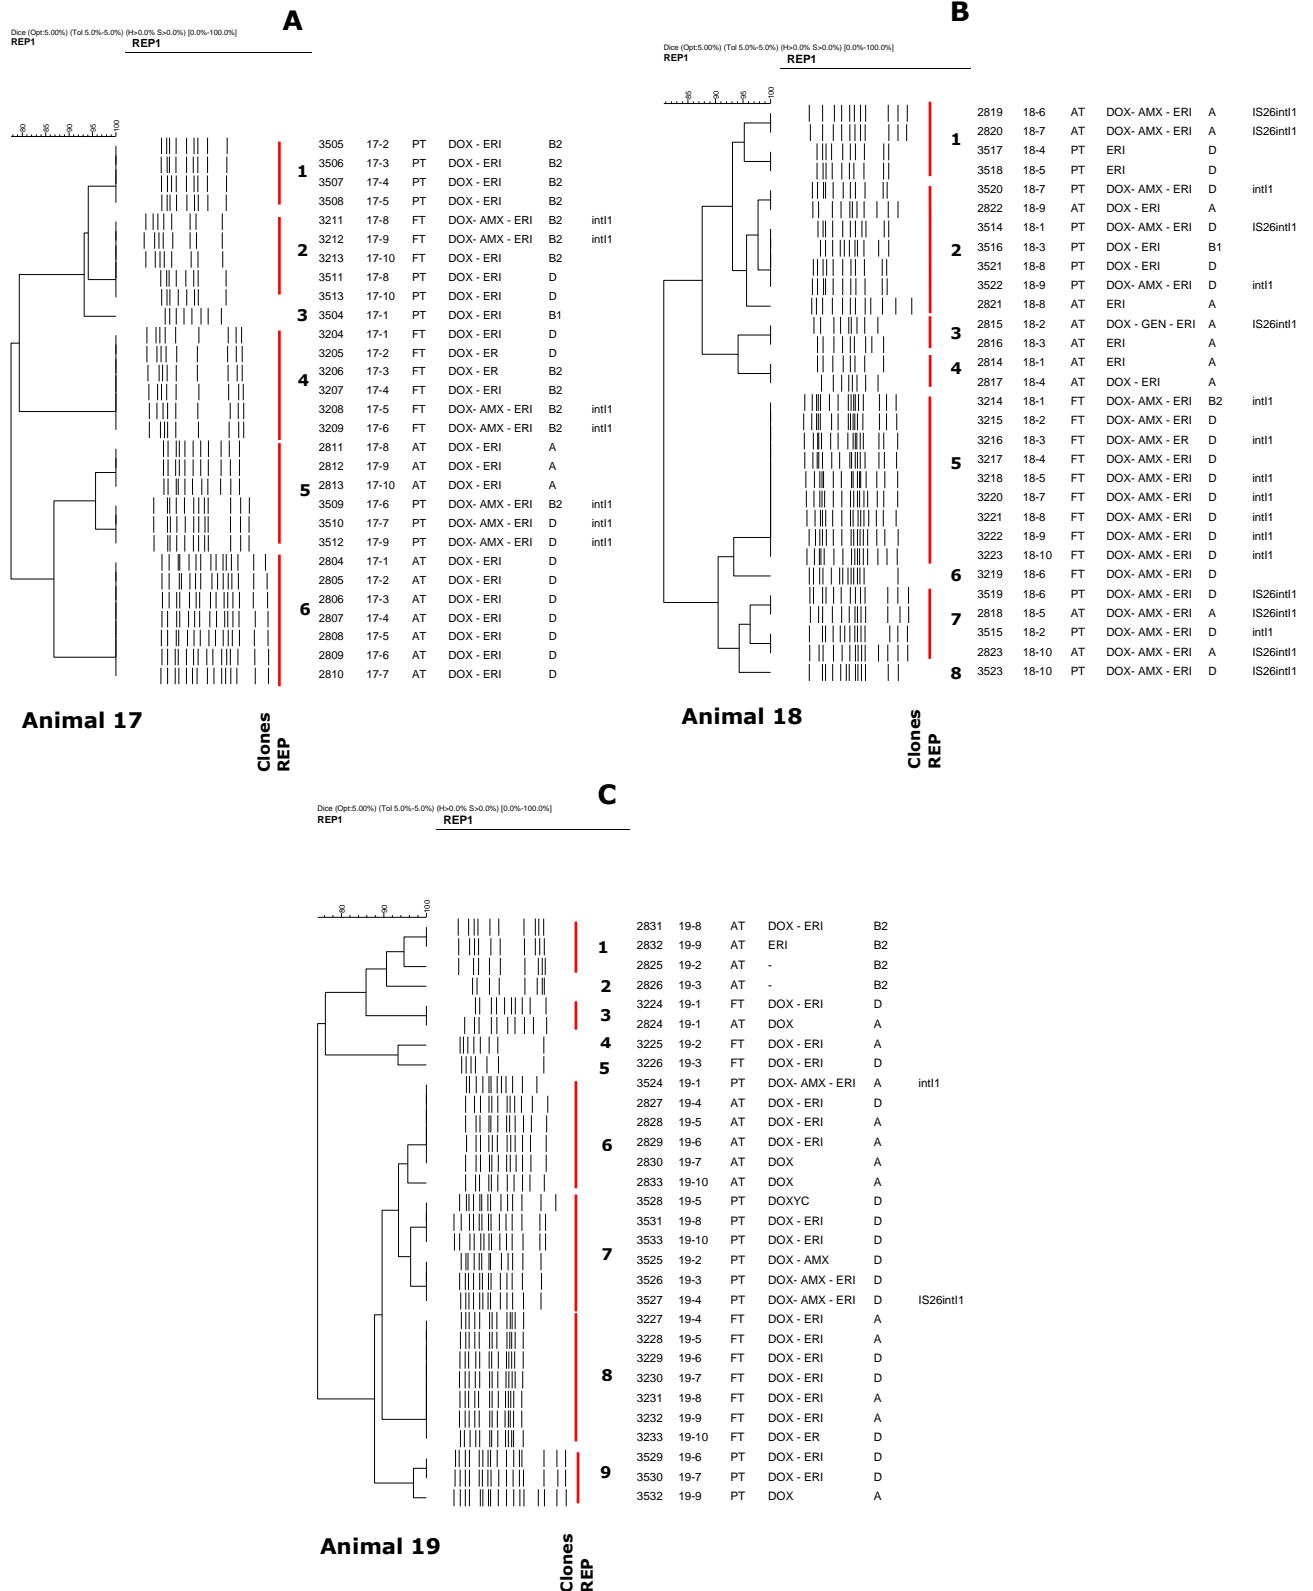 A
Dice (Opt:5.00%) (Tol 5.0%-5.0%) (H>0.0% S>0.0%) [0.0%-100.0%]
REP1 REP1
80 85 90 95 100
3505 17-2 PT DOX - ERI B2
3506 17-3 PT DOX - ERI B2
1
3507 17-4 PT DOX - ERI B2
3508 17-5 PT DOX - ERI B2
3211 17-8 FT DOX- AMX - ERI B2 intI1
2
3212 17-9 FT DOX- AMX - ERI B2 intI1
3213 17-10 FT DOX - ERI B2
3511 17-8 PT DOX - ERI D
3513 17-10 PT DOX - ERI D
3 3504 17-1 PT DOX - ERI B1
3204 17-1 FT DOX - ERI D
3205 17-2 FT DOX - ER D
3206 17-3 FT DOX - ER B2
4
3207 17-4 FT DOX - ERI B2
3208 17-5 FT DOX- AMX - ERI B2 intI1
3209 17-6 FT DOX- AMX - ERI B2 intI1
2811 17-8 AT DOX - ERI A
2812 17-9 AT DOX - ERI A
5 2813 17-10 AT DOX - ERI A
3509 17-6 PT DOX- AMX - ERI B2 intI1
3510 17-7 PT DOX- AMX - ERI D intI1
3512 17-9 PT DOX- AMX - ERI D intI1
2804 17-1 AT DOX - ERI D
2805 17-2 AT DOX - ERI D
2806 17-3 AT DOX - ERI D
6
2807 17-4 AT DOX - ERI D
2808 17-5 AT DOX - ERI D
2809 17-6 AT DOX - ERI D
2810 17-7 AT DOX - ERI D
Animal 17
Clones
REP
B
Dice (Opt:5.00%) (Tol 5.0%-5.0%) (H>0.0% S>0.0%) [0.0%-100.0%]
REP1 REP1
85 90 95 100
2819 18-6 AT DOX- AMX - ERI A IS26intI1
2820 18-7 AT DOX- AMX - ERI A IS26intI1
1
3517 18-4 PT ERI D
3518 18-5 PT ERI D
3520 18-7 PT DOX- AMX - ERI D intI1
2822 18-9 AT DOX - ERI A
3514 18-1 PT DOX- AMX - ERI D IS26intI1
2 3516 18-3 PT DOX - ERI B1
3521 18-8 PT DOX - ERI D
3522 18-9 PT DOX- AMX - ERI D intI1
2821 18-8 AT ERI A
2815 18-2 AT DOX - GEN - ERI A IS26intI1
3
2816 18-3 AT ERI A
2814 18-1 AT ERI A
4
2817 18-4 AT DOX - ERI A
3214 18-1 FT DOX- AMX - ERI B2 intI1
3215 18-2 FT DOX- AMX - ERI D
3216 18-3 FT DOX- AMX - ER D intI1
5 3217 18-4 FT DOX- AMX - ERI D
3218 18-5 FT DOX- AMX - ERI D intI1
3220 18-7 FT DOX- AMX - ERI D intI1
3221 18-8 FT DOX- AMX - ERI D intI1
3222 18-9 FT DOX- AMX - ERI D intI1
3223 18-10 FT DOX- AMX - ERI D intI1
6 3219 18-6 FT DOX- AMX - ERI D
3519 18-6 PT DOX- AMX - ERI D IS26intI1
2818 18-5 AT DOX- AMX - ERI A IS26intI1
7
3515 18-2 PT DOX- AMX - ERI D intI1
2823 18-10 AT DOX- AMX - ERI A IS26intI1
8 3523 18-10 PT DOX- AMX - ERI D IS26intI1
Animal 18
Clones
REP
C
Dice (Opt:5.00%) (Tol 5.0%-5.0%) (H>0.0% S>0.0%) [0.0%-100.0%]
REP1 REP1
80 90 100
2831 19-8 AT DOX - ERI B2
1 2832 19-9 AT ERI B2
2825 19-2 AT - B2
2 2826 19-3 AT - B2
3224 19-1 FT DOX - ERI D
3
2824 19-1 AT DOX A
4 3225 19-2 FT DOX - ERI A
5 3226 19-3 FT DOX - ERI D
3524 19-1 PT DOX- AMX - ERI A intI1
2827 19-4 AT DOX - ERI D
2828 19-5 AT DOX - ERI A
6 2829 19-6 AT DOX - ERI A
2830 19-7 AT DOX A
2833 19-10 AT DOX A
3528 19-5 PT DOXYC D
3531 19-8 PT DOX - ERI D
3533 19-10 PT DOX - ERI D
7
3525 19-2 PT DOX - AMX D
3526 19-3 PT DOX- AMX - ERI D
3527 19-4 PT DOX- AMX - ERI D IS26intI1
3227 19-4 FT DOX - ERI A
3228 19-5 FT DOX - ERI A
3229 19-6 FT DOX - ERI D
8 3230 19-7 FT DOX - ERI D
3231 19-8 FT DOX - ERI A
3232 19-9 FT DOX - ERI A
3233 19-10 FT DOX - ER D
3529 19-6 PT DOX - ERI D
9 3530 19-7 PT DOX - ERI D
3532 19-9 PT DOX A
Animal 19
Clones
REP